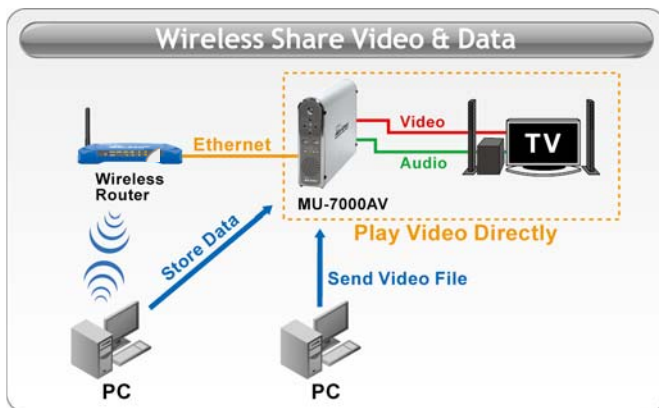 Wireless Share Video & Data
Ethernet
Video
Audio
TV
Wireless
Router
MU-7000AV
Play Video Directly
Store Data
Send Video File
PC
PC